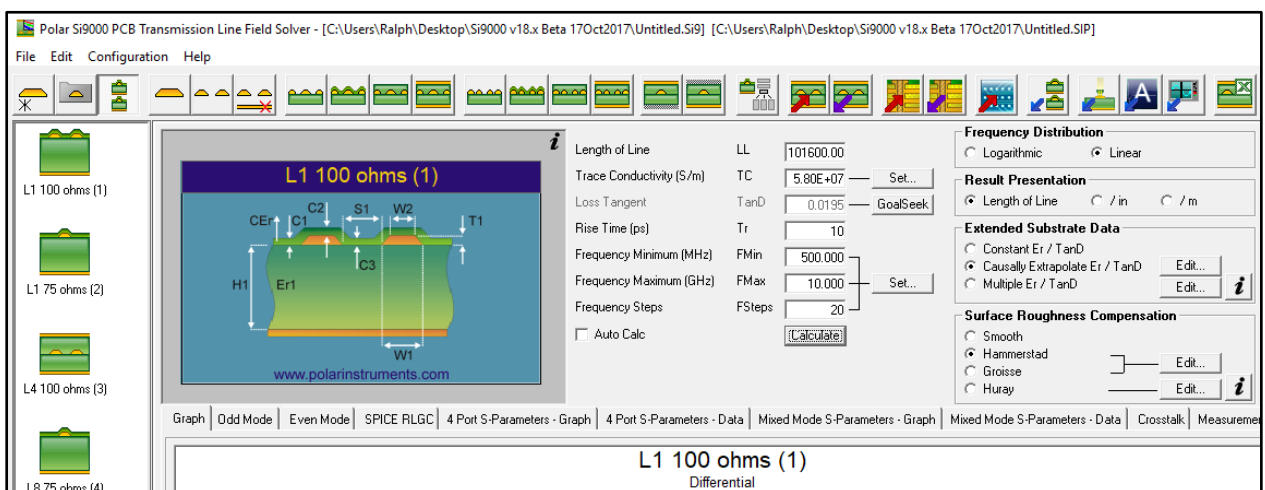 Polar Si9000 PCB Transmission Line Field Solver - [C:\Users\Ralph\Desktop\Si9000 v18.x Beta 17Oct2017\Untitled.Si9] [C:\Users\Ralph\Desktop\Si9000 v18.x Beta 17Oct2017\Untitled.SIP]
File Edit Configuration Help
A
L1 100 ohms (1)
L1 75 ohms (2)
L4 100 ohms (3)
L8 75 ohms (4)
i
L1 100 ohms (1)
C2 S1 W2
CEr C1 T1
C3
H1 Er1
W1
www.polarinstruments.com
Length of Line LL 101600.00
Trace Conductivity (S/m) TC 5.80E+07 Set...
Loss Tangent TanD 0.0195 GoalSeek
Rise Time (ps) Tr 10
Frequency Minimum (MHz) FMin 500.000
Frequency Maximum (GHz) FMax 10.000 Set...
Frequency Steps FSteps 20
Auto Calc Calculate
Frequency Distribution
Logarithmic Linear
Result Presentation
Length of Line / in / m
Extended Substrate Data
Constant Er / TanD
Causally Extrapolate Er / TanD Edit...
Multiple Er / TanD Edit... i
Surface Roughness Compensation
Smooth
Hammerstad Edit...
Groisse
Huray Edit... i
Graph Odd Mode Even Mode SPICE RLGC 4 Port S-Parameters - Graph 4 Port S-Parameters - Data Mixed Mode S-Parameters - Graph Mixed Mode S-Parameters - Data Crosstalk Measuremen
L1 100 ohms (1)
Differential